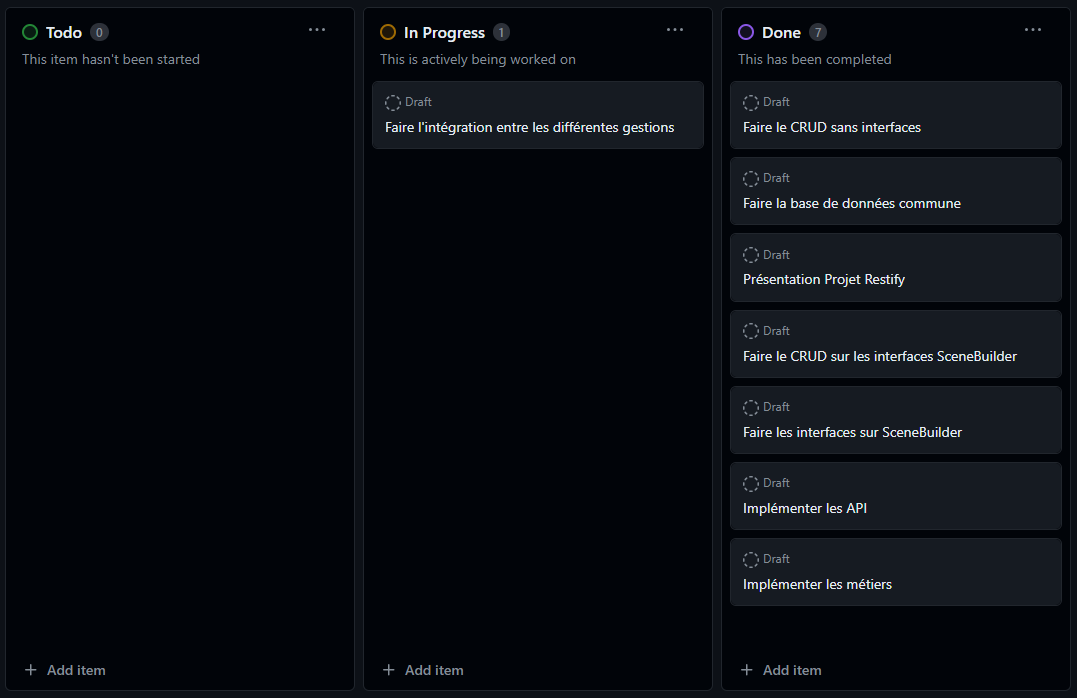 Todo 0
This item hasn't been started
Add item
In Progress 1
This is actively being worked on
Draft
Faire l'intégration entre les différentes gestions
Add item
Done 7
This has been completed
Draft
Faire le CRUD sans interfaces
Draft
Faire la base de données commune
Draft
Présentation Projet Restify
Draft
Faire le CRUD sur les interfaces SceneBuilder
Draft
Faire les interfaces sur SceneBuilder
Draft
Implémenter les API
Draft
Implémenter les métiers
Add item